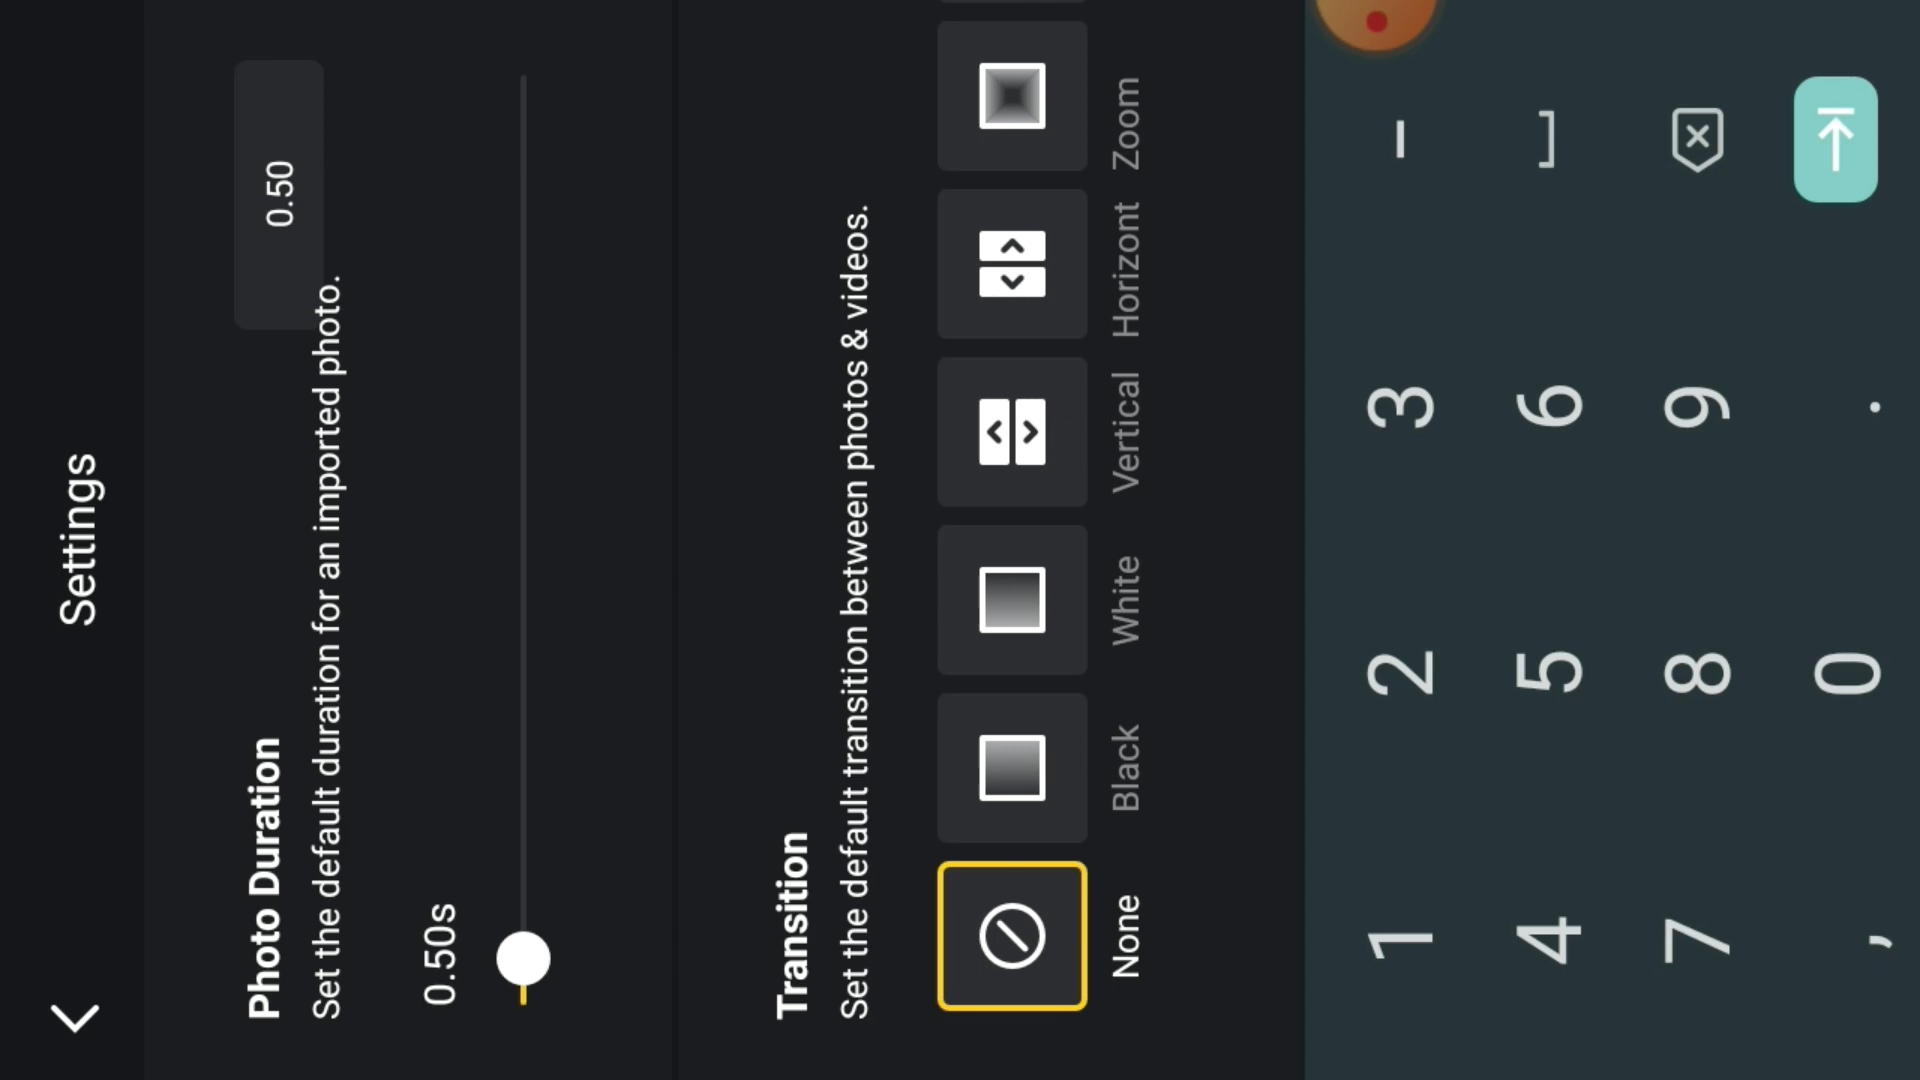 Settings
Photo Duration
0.50
Set the default duration for an imported photo.
0.50s
Transition
Set the default transition between photos & videos.
None Black White Vertical Horizont Zoom
1 2 3 –
4 5 6
7 8 9
, 0 .